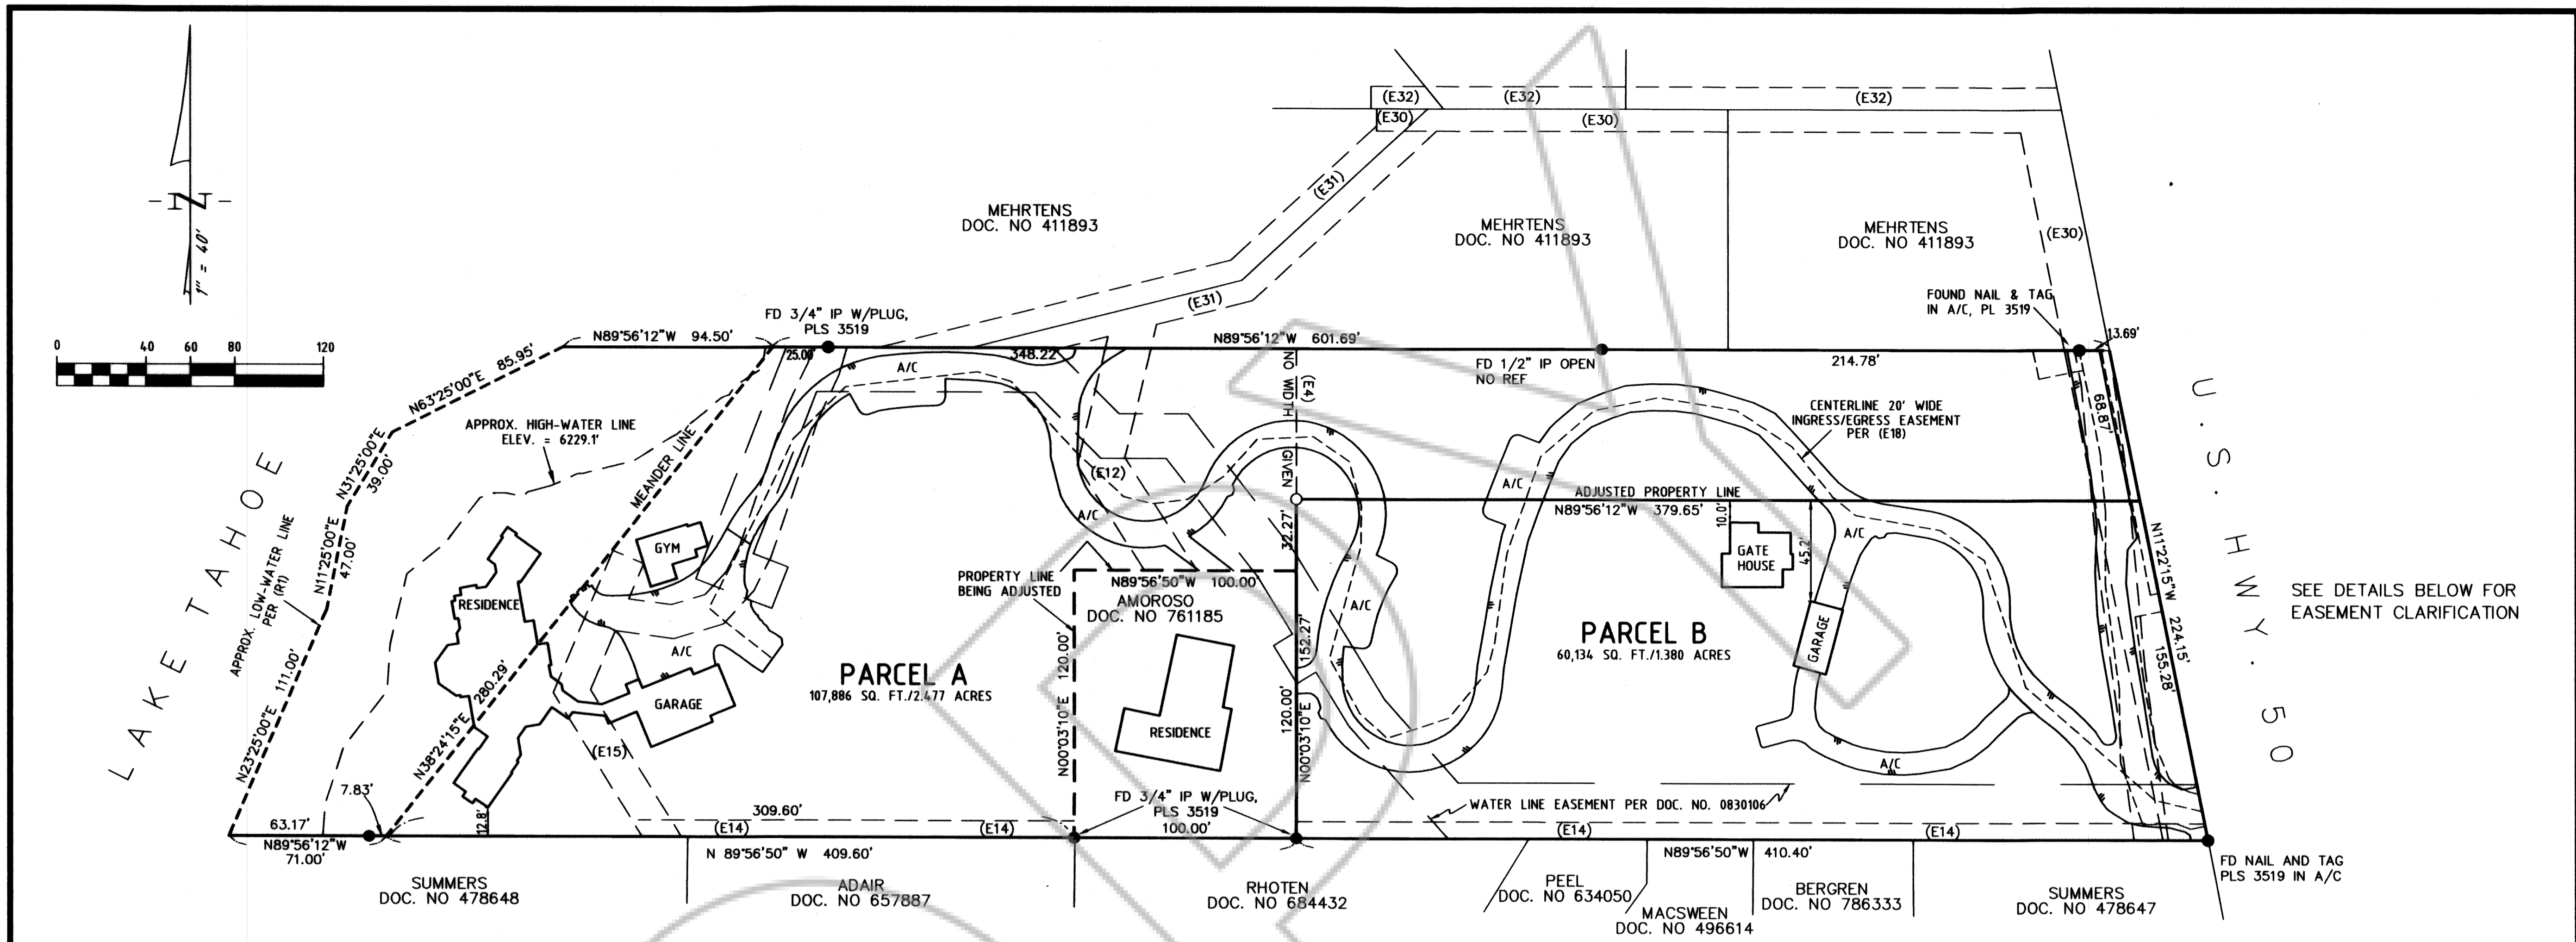 (E32)
(E32)
(E32)
(E30)
(E30)
(E31)
(E30)
(E31)
MEHRTENS
DOC. NO 411893
MEHRTENS
DOC. NO 411893
MEHRTENS
DOC. NO 411893
N
1" = 40'
0 40 80 120
FD 3/4" IP W/PLUG,
PLS 3519
FOUND NAIL & TAG
IN A/C, PL 3519
13.69'
N89°56'12"W 94.50'
25.00'
348.22'
N89°56'12"W 601.69'
FD 1/2" IP OPEN
NO REF
214.78'
N63°25'00"E 85.95'
A/C
NO WIDTH GIVEN
(E4)
68.87'
U.S. HWY. 50
APPROX. HIGH-WATER LINE
ELEV. = 6229.1'
MEANDER LINE
CENTERLINE 20' WIDE
INGRESS/EGRESS EASEMENT
PER (E18)
N31°25'00"E
39.00'
(E12)
A/C
A/C
ADJUSTED PROPERTY LINE
N89°56'12"W 379.65'
10.0'
45.2'
A/C
LAKE TAHOE
APPROX. LOW-WATER LINE
PER (R1)
N11°25'00"E
47.00'
GYM
32.27'
GATE
HOUSE
N11°22'15"W 224.15'
155.28'
PROPERTY LINE
BEING ADJUSTED
N89°56'50"W 100.00'
AMOROSO
DOC. NO 761185
RESIDENCE
A/C
SEE DETAILS BELOW FOR
EASEMENT CLARIFICATION
152.27'
PARCEL B
60,134 SQ. FT./1.380 ACRES
GARAGE
A/C
PARCEL A
107,886 SQ. FT./2.477 ACRES
N23°25'00"E 111.00'
N38°24'15"E 280.29'
GARAGE
N00°03'10"E 120.00'
RESIDENCE
N00°03'10"E 120.00'
(E15)
A/C
7.83'
12.8'
FD 3/4" IP W/PLUG,
PLS 3519
WATER LINE EASEMENT PER DOC. NO. 0830106
63.17'
309.60'
(E14)
(E14)
100.00'
(E14)
(E14)
N89°56'12"W
71.00'
N 89°56'50" W 409.60'
N89°56'50"W 410.40'
FD NAIL AND TAG
PLS 3519 IN A/C
SUMMERS
DOC. NO 478648
ADAIR
DOC. NO 657887
RHOTEN
DOC. NO 684432
PEEL
DOC. NO 634050
MACSWEEN
DOC. NO 496614
BERGREN
DOC. NO 786333
SUMMERS
DOC. NO 478647